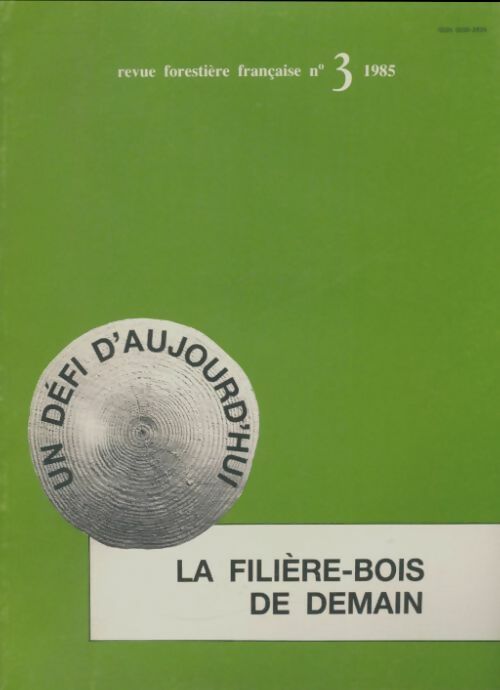 revue forestière française n° 3 1985
UN DÉFI D'AUJOURD'HUI
LA FILIÈRE-BOIS
DE DEMAIN